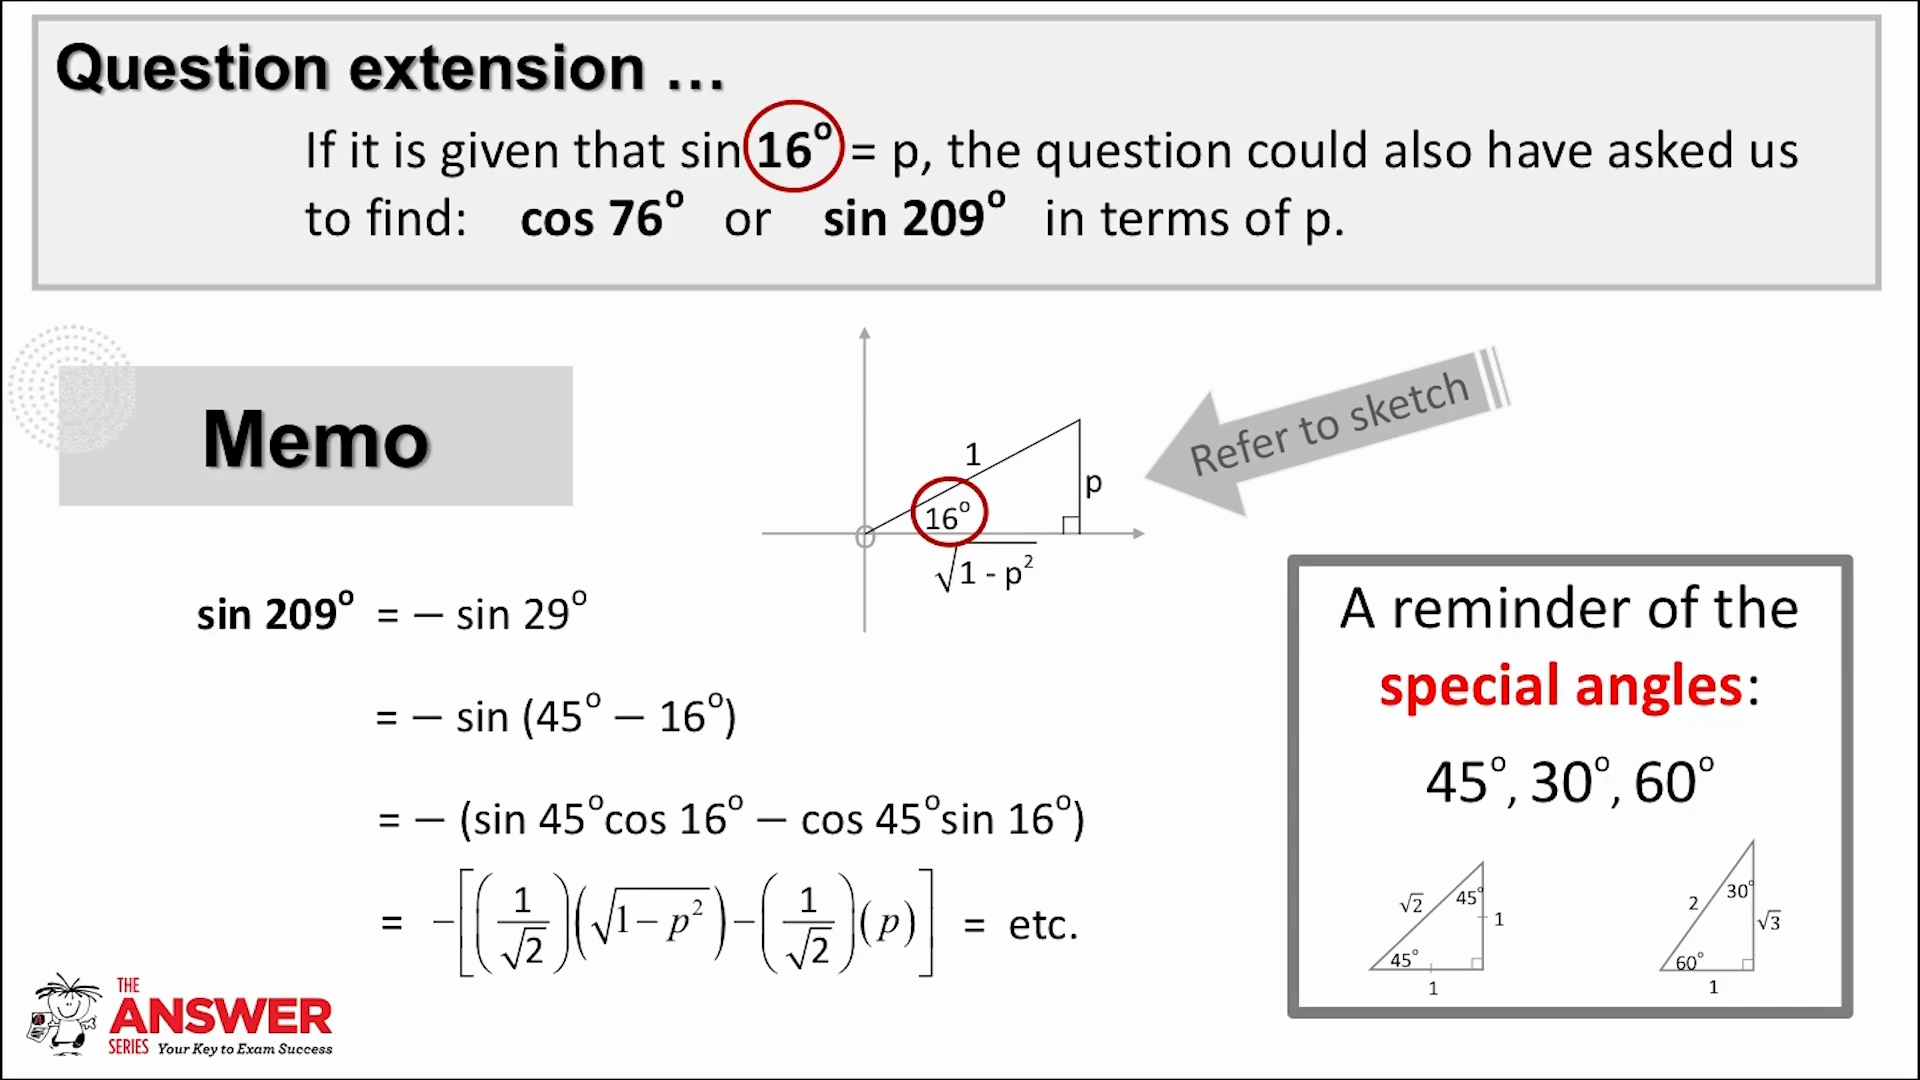 Question extension ...
If it is given that sin 16° = p, the question could also have asked us
to find: cos 76° or sin 209° in terms of p.
Memo
1
p
16°
O
√1 - p²
Refer to sketch
sin 209° = – sin 29°
= – sin (45° – 16°)
= – (sin 45°cos 16° – cos 45°sin 16°)
= −[(1/√2)(√1 − p²) − (1/√2)(p)] = etc.
A reminder of the
special angles:
45°, 30°, 60°
√2
45°
1
45°
1
2
30°
√3
60°
1
THE
ANSWER
SERIES Your Key to Exam Success